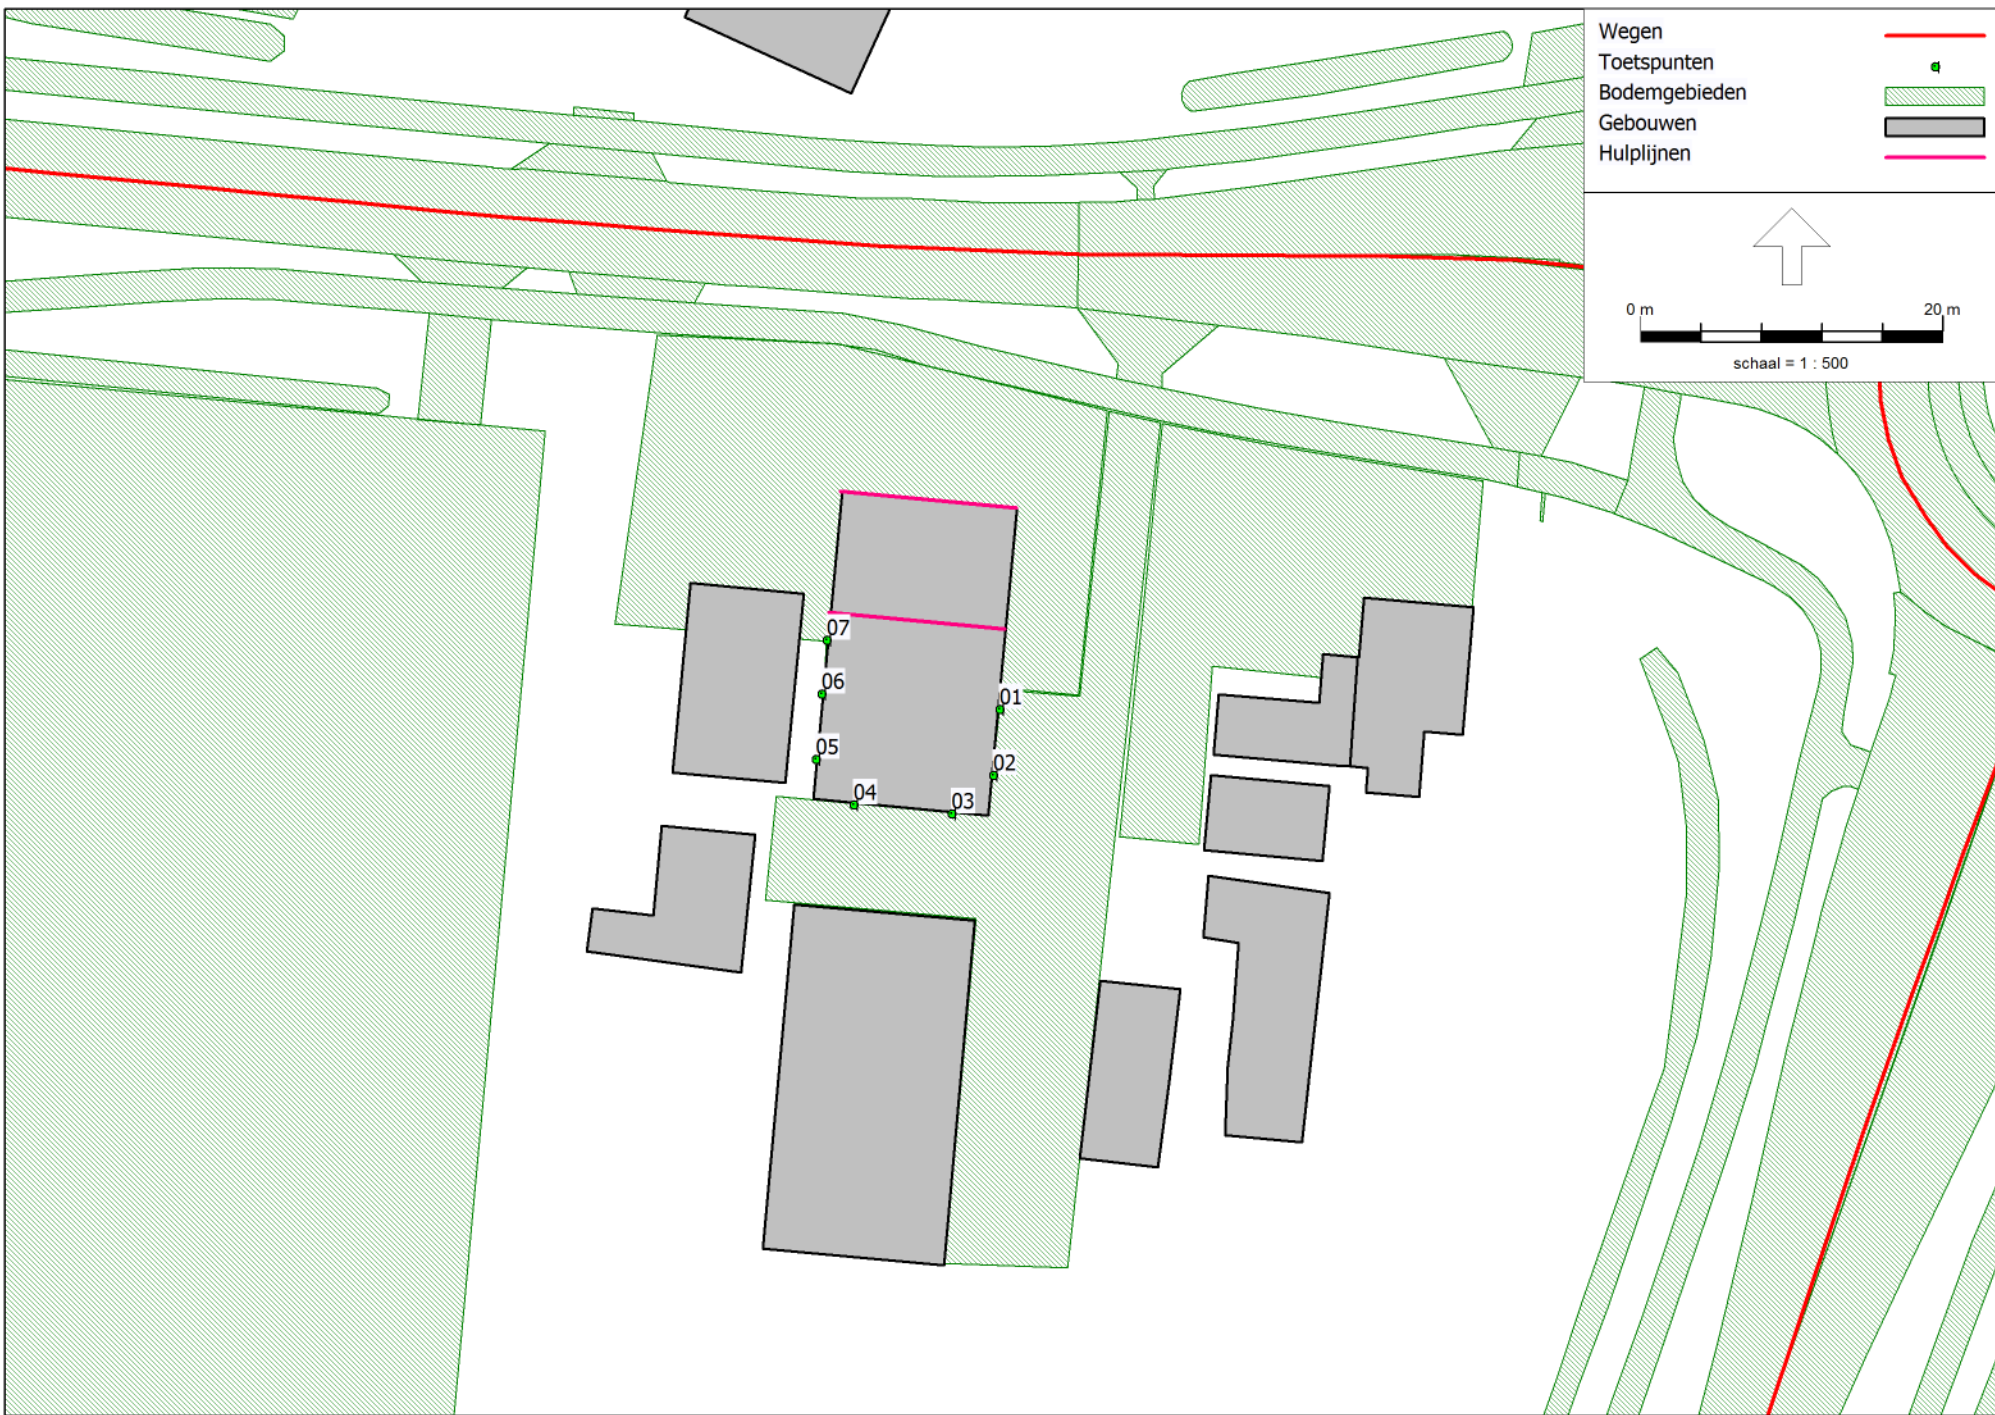 Wegen
Toetspunten
Bodemgebieden
Gebouwen
Hulplijnen
0 m 20 m
schaal = 1 : 500
07
06
01
05
02
04
03